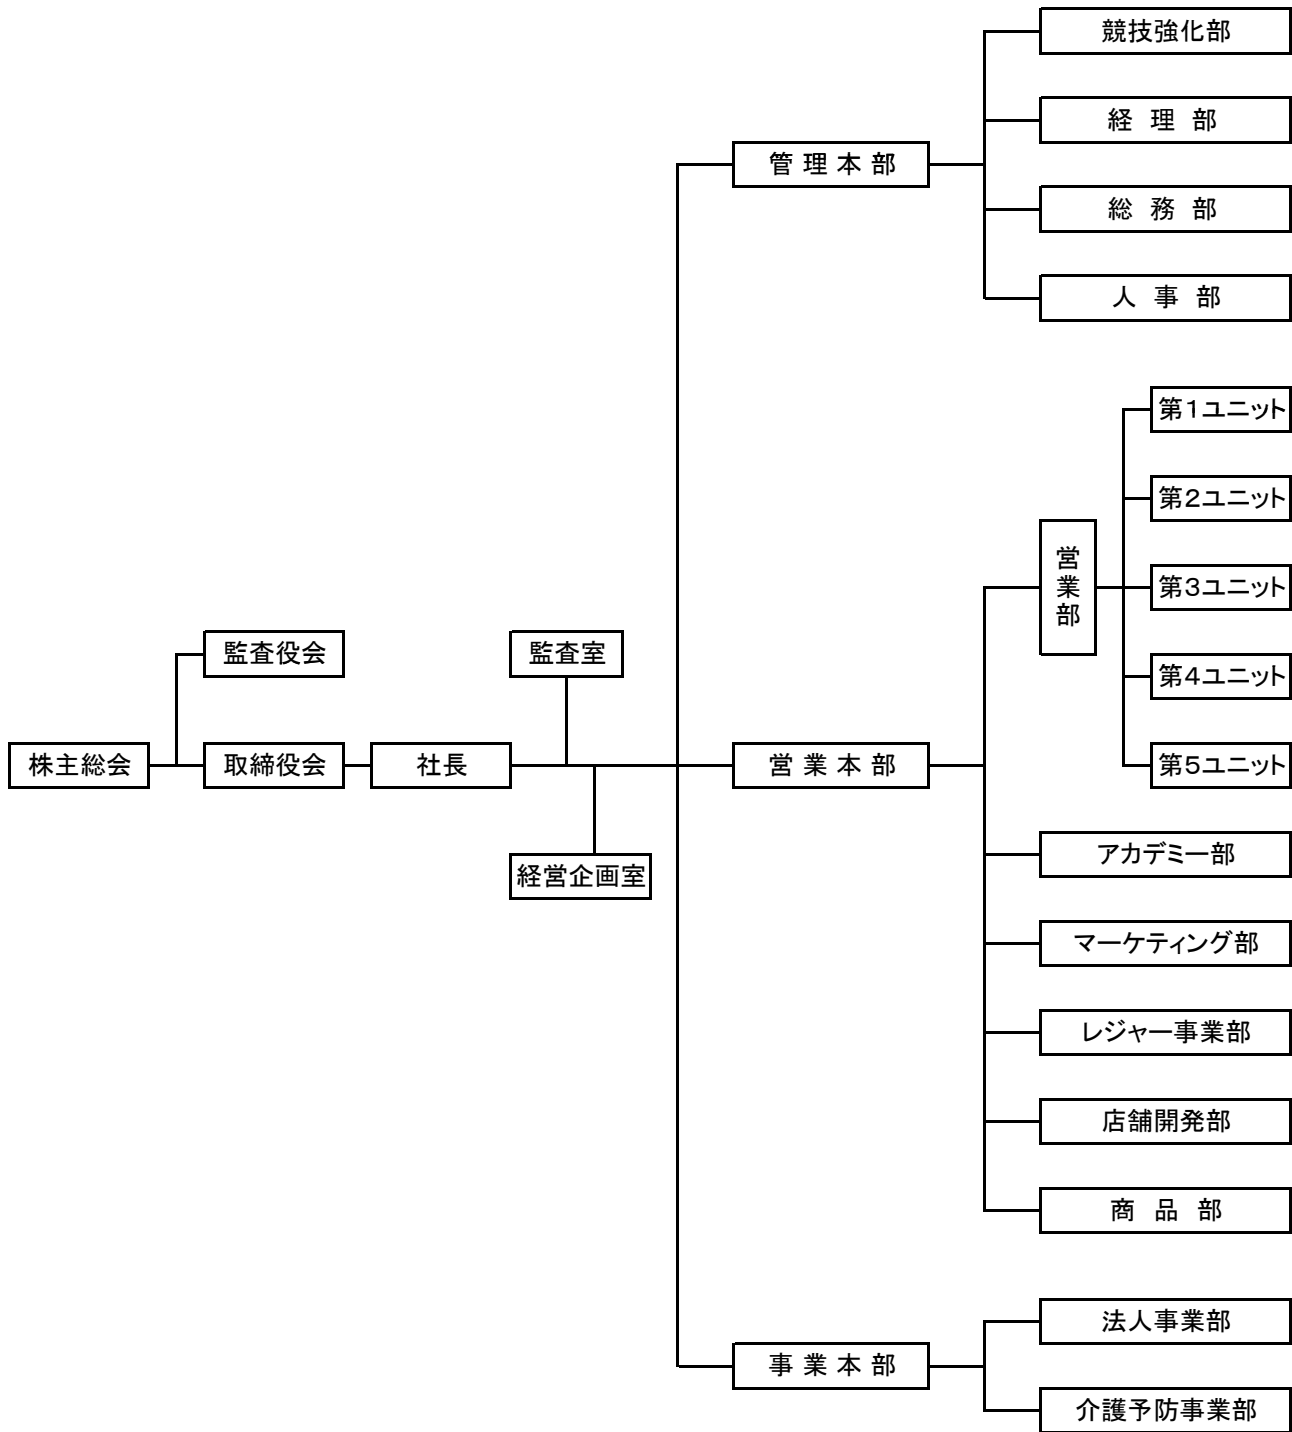 競技強化部
経 理 部
管 理 本 部
総 務 部
人 事 部
第1ユニット
第2ユニット
営業部
第3ユニット
監査役会
監査室
第4ユニット
株主総会
取締役会
社長
営 業 本 部
第5ユニット
アカデミー部
経営企画室
マーケティング部
レジャー事業部
店舗開発部
商 品 部
法人事業部
事 業 本 部
介護予防事業部